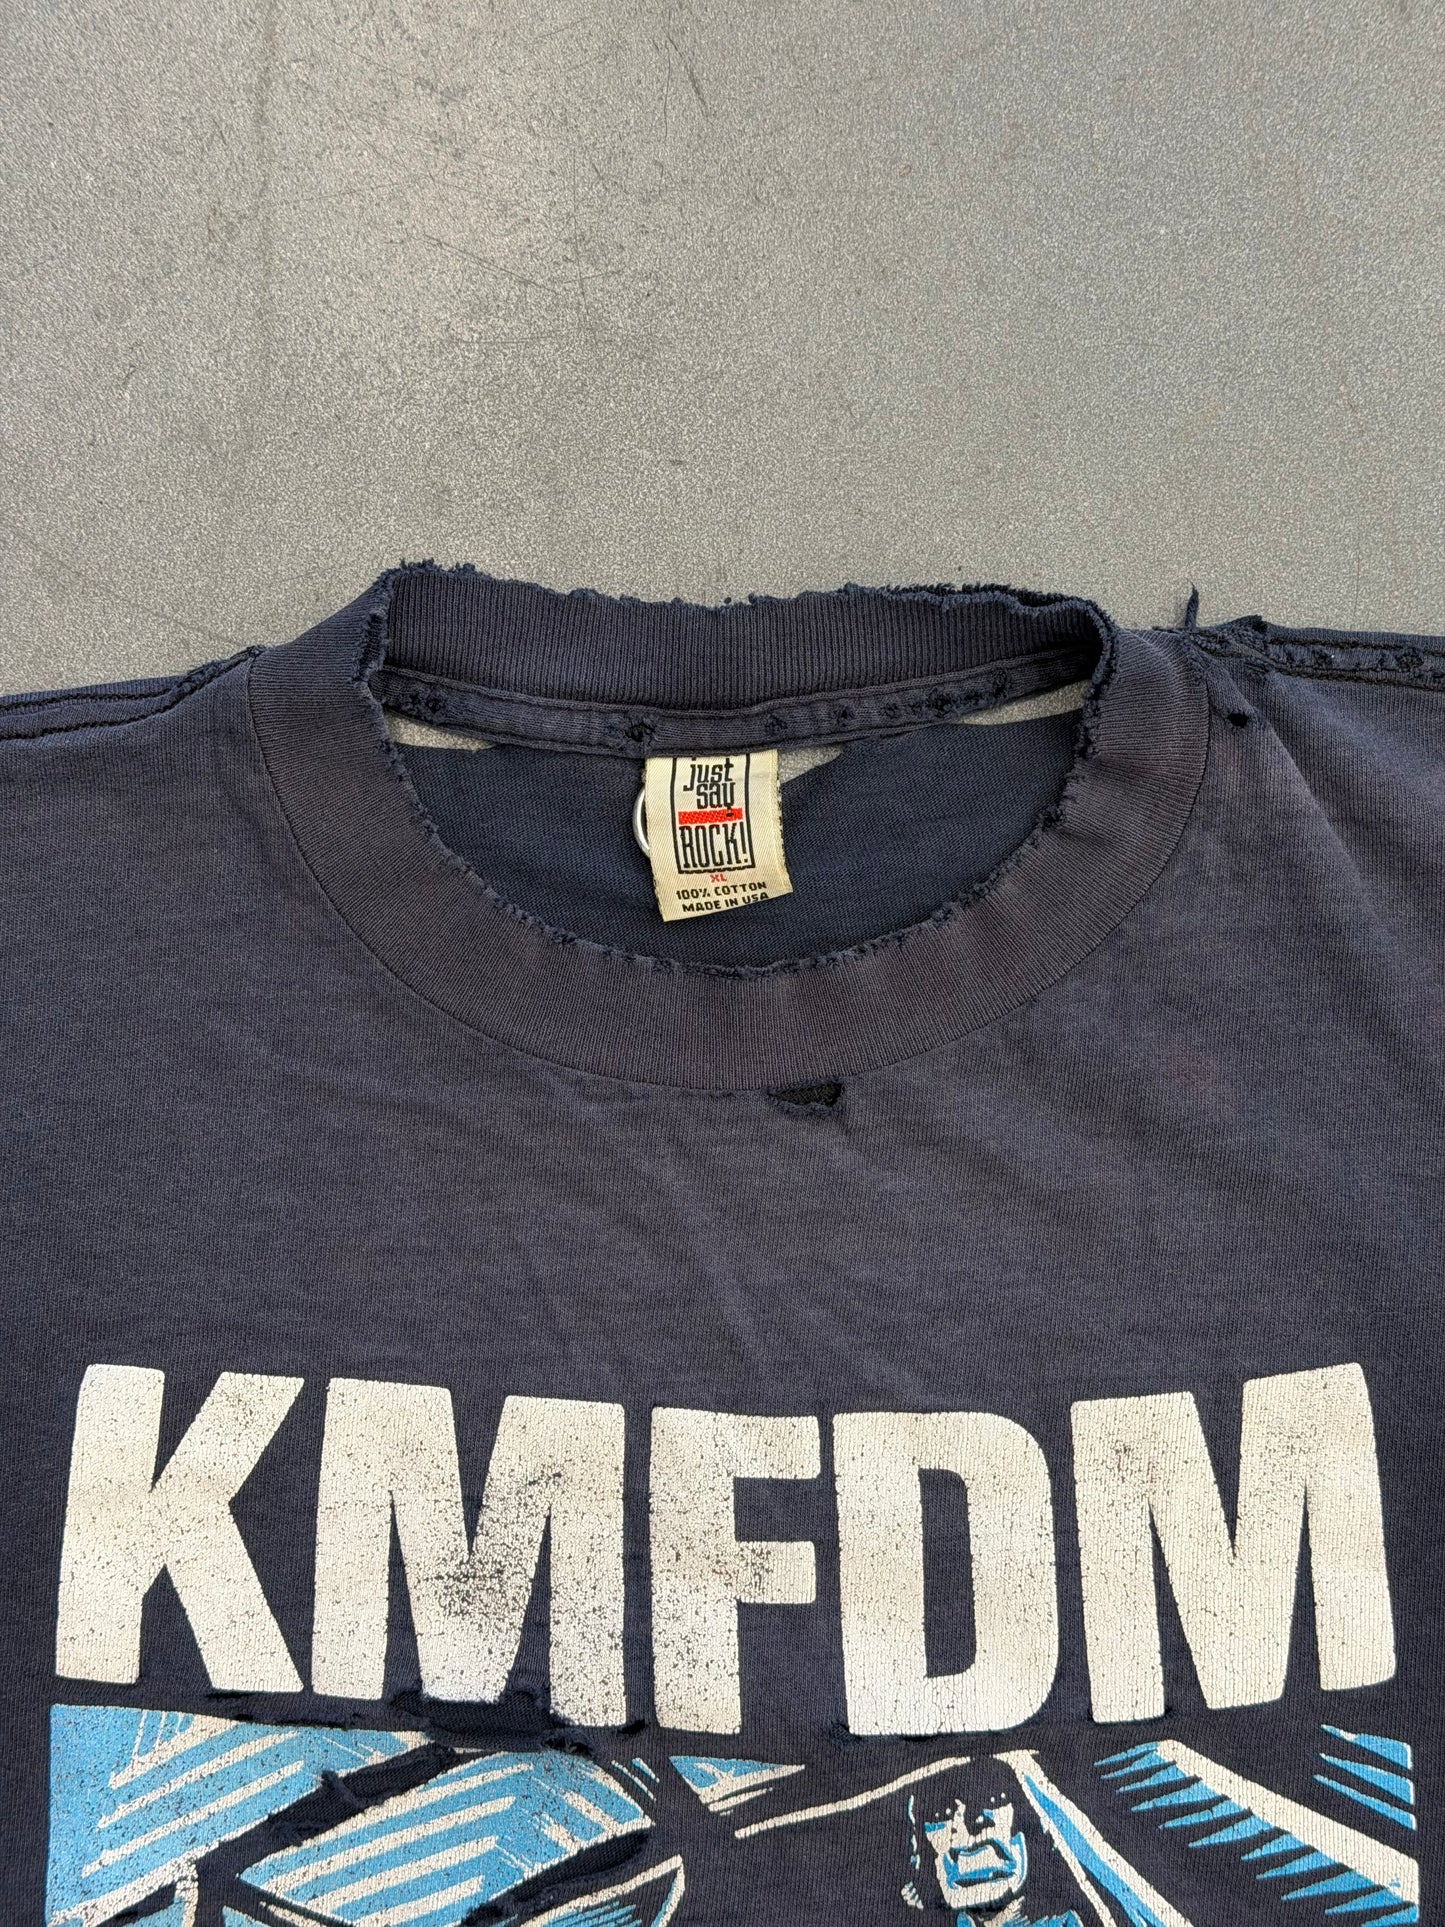 just
say
ROCK!
XL
100% COTTON
MADE IN USA
KMFDM